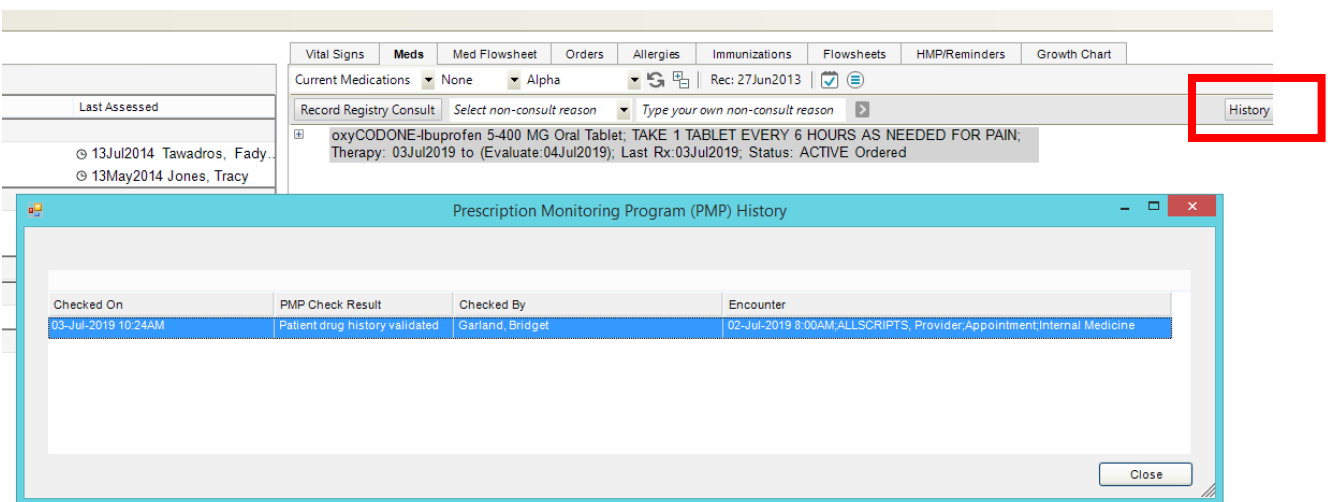 Vital Signs Meds Med Flowsheet Orders Allergies Immunizations Flowsheets HMP/Reminders Growth Chart
Current Medications None Alpha Rec: 27Jun2013
Last Assessed
Record Registry Consult Select non-consult reason Type your own non-consult reason History
oxyCODONE-Ibuprofen 5-400 MG Oral Tablet; TAKE 1 TABLET EVERY 6 HOURS AS NEEDED FOR PAIN;
Therapy: 03Jul2019 to (Evaluate:04Jul2019); Last Rx:03Jul2019; Status: ACTIVE Ordered
13Jul2014 Tawadros, Fady..
13May2014 Jones, Tracy
Prescription Monitoring Program (PMP) History
Checked On PMP Check Result Checked By Encounter
03-Jul-2019 10:24AM Patient drug history validated Garland, Bridget 02-Jul-2019 8:00AM;ALLSCRIPTS, Provider;Appointment;Internal Medicine
Close